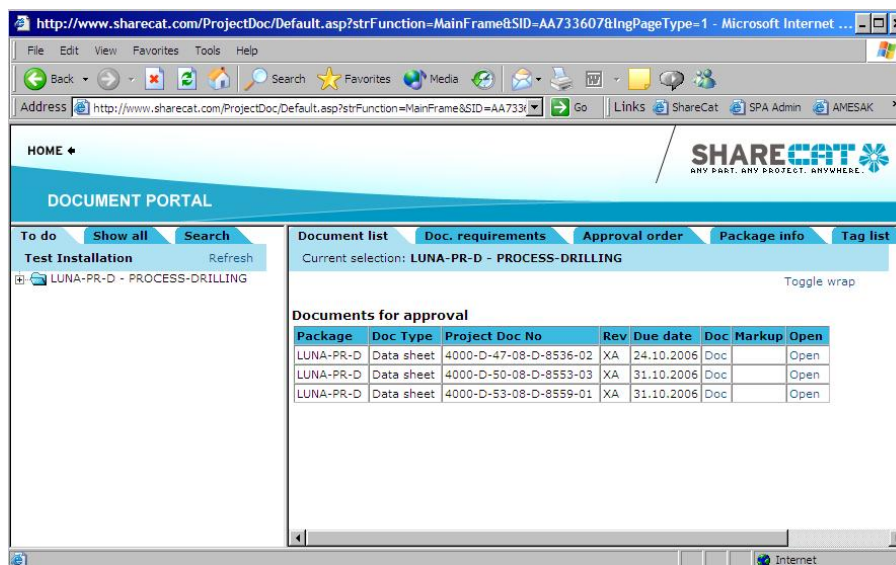 http://www.sharecat.com/ProjectDoc/Default.asp?strFunction=MainFrame&SID=AA733607&lngPageType=1 - Microsoft Internet ...
File Edit View Favorites Tools Help
Back Search Favorites Media
Address http://www.sharecat.com/ProjectDoc/Default.asp?strFunction=MainFrame&SID=AA733 Go Links ShareCat SPA Admin AMESAK
HOME
SHARECAT
ANY PART. ANY PROJECT. ANYWHERE.
DOCUMENT PORTAL
To do Show all Search
Test Installation Refresh
LUNA-PR-D - PROCESS-DRILLING
Document list Doc. requirements Approval order Package info Tag list
Current selection: LUNA-PR-D - PROCESS-DRILLING
Toggle wrap
Documents for approval
Package Doc Type Project Doc No Rev Due date Doc Markup Open
LUNA-PR-D Data sheet 4000-D-47-08-D-8536-02 XA 24.10.2006 Doc Open
LUNA-PR-D Data sheet 4000-D-50-08-D-8553-03 XA 31.10.2006 Doc Open
LUNA-PR-D Data sheet 4000-D-53-08-D-8559-01 XA 31.10.2006 Doc Open
Internet